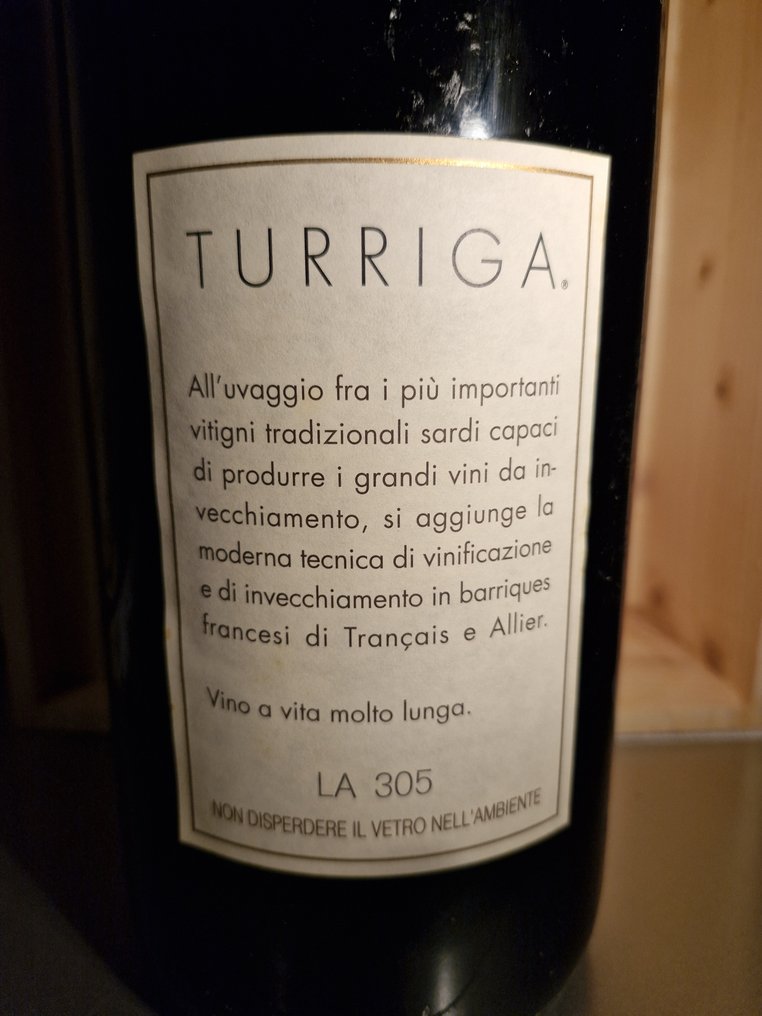 TURRIGA®
All'uvaggio fra i più importanti
vitigni tradizionali sardi capaci
di produrre i grandi vini da in-
vecchiamento, si aggiunge la
moderna tecnica di vinificazione
e di invecchiamento in barriques
francesi di Trançais e Allier.
Vino a vita molto lunga.
LA 305
NON DISPERDERE IL VETRO NELL'AMBIENTE